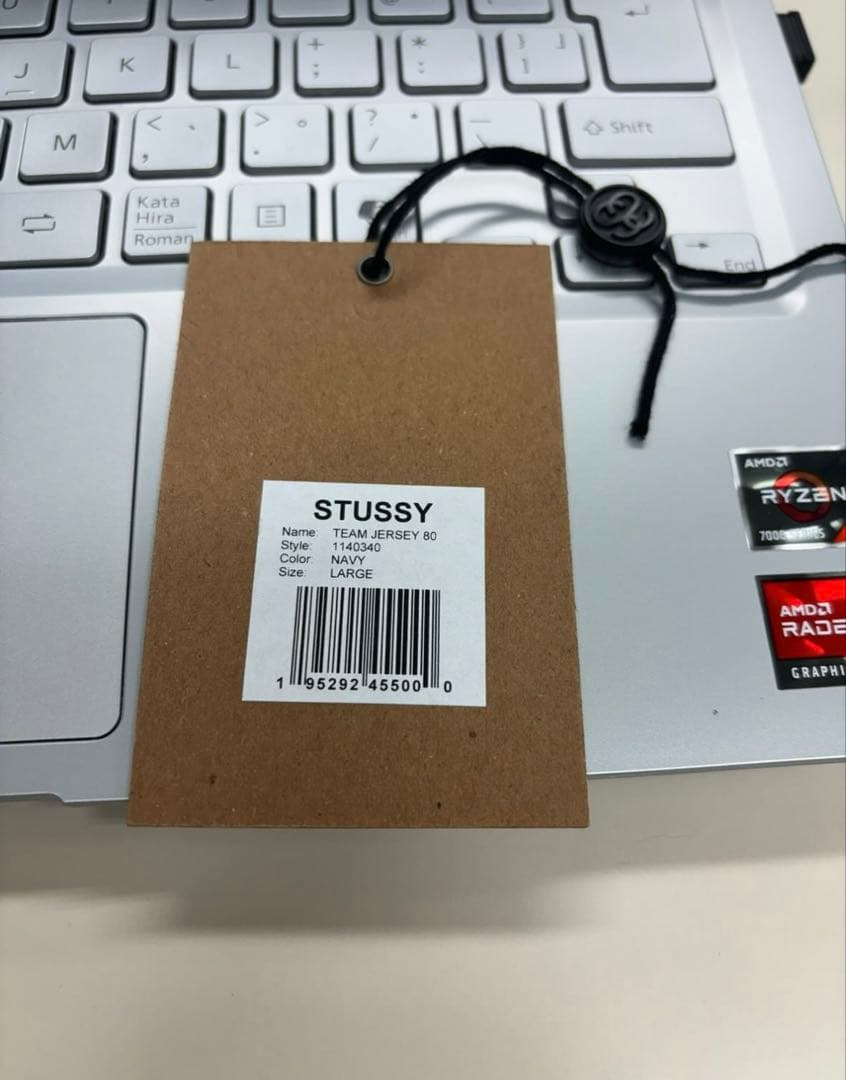 J
K
L
+
;
*
:
}
]
M
<
,
>
.
?
/
_
\
Shift
Kata
Hira
Roman
End
STUSSY
Name: TEAM JERSEY 80
Style: 1140340
Color: NAVY
Size: LARGE
1 95292 45500 0
AMD
RYZEN
AMD
RADE
GRAPHI